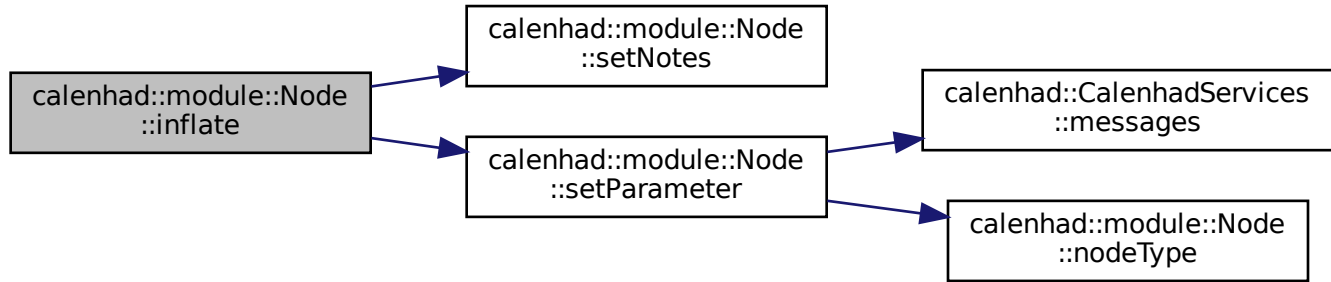 calenhad::module::Node
::inflate
calenhad::module::Node
::setNotes
calenhad::module::Node
::setParameter
calenhad::CalenhadServices
::messages
calenhad::module::Node
::nodeType